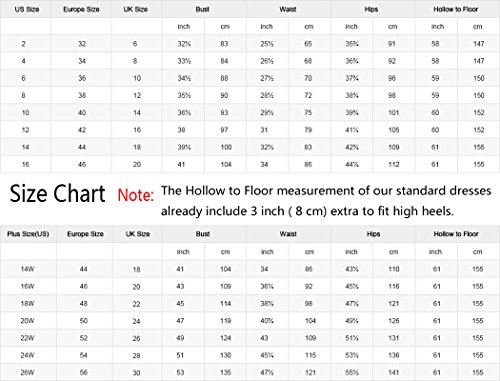 US Size Europe Size UK Size Bust Waist Hips Hollow to Floor
inch cm inch cm inch cm inch cm
2 32 6 32½ 83 25½ 65 35¾ 91 58 147
4 34 8 33½ 84 26½ 68 36¾ 92 58 147
6 36 10 34½ 88 27½ 70 37¾ 96 59 150
8 38 12 35½ 90 28½ 72 38¾ 98 59 150
10 40 14 36½ 93 29½ 75 39¾ 101 60 152
12 42 16 38 97 31 79 41¼ 105 60 152
14 44 18 39½ 100 32½ 83 42¾ 109 61 155
16 46 20 41 104 34 86 44¼ 112 61 155
Size Chart Note: The Hollow to Floor measurement of our standard dresses
already include 3 inch ( 8 cm) extra to fit high heels.
Plus Size(US) Europe Size UK Size Bust Waist Hips Hollow to Floor
inch cm inch cm inch cm inch cm
14W 44 18 41 104 34 86 43½ 110 61 155
16W 46 20 43 109 36¼ 92 45½ 116 61 155
18W 48 22 45 114 38½ 98 47½ 121 61 155
20W 50 24 47 119 40¾ 104 49½ 126 61 155
22W 52 26 49 124 43 109 51½ 131 61 155
24W 54 28 51 130 45¼ 115 53½ 136 61 155
26W 56 30 53 135 47½ 121 55½ 141 61 155